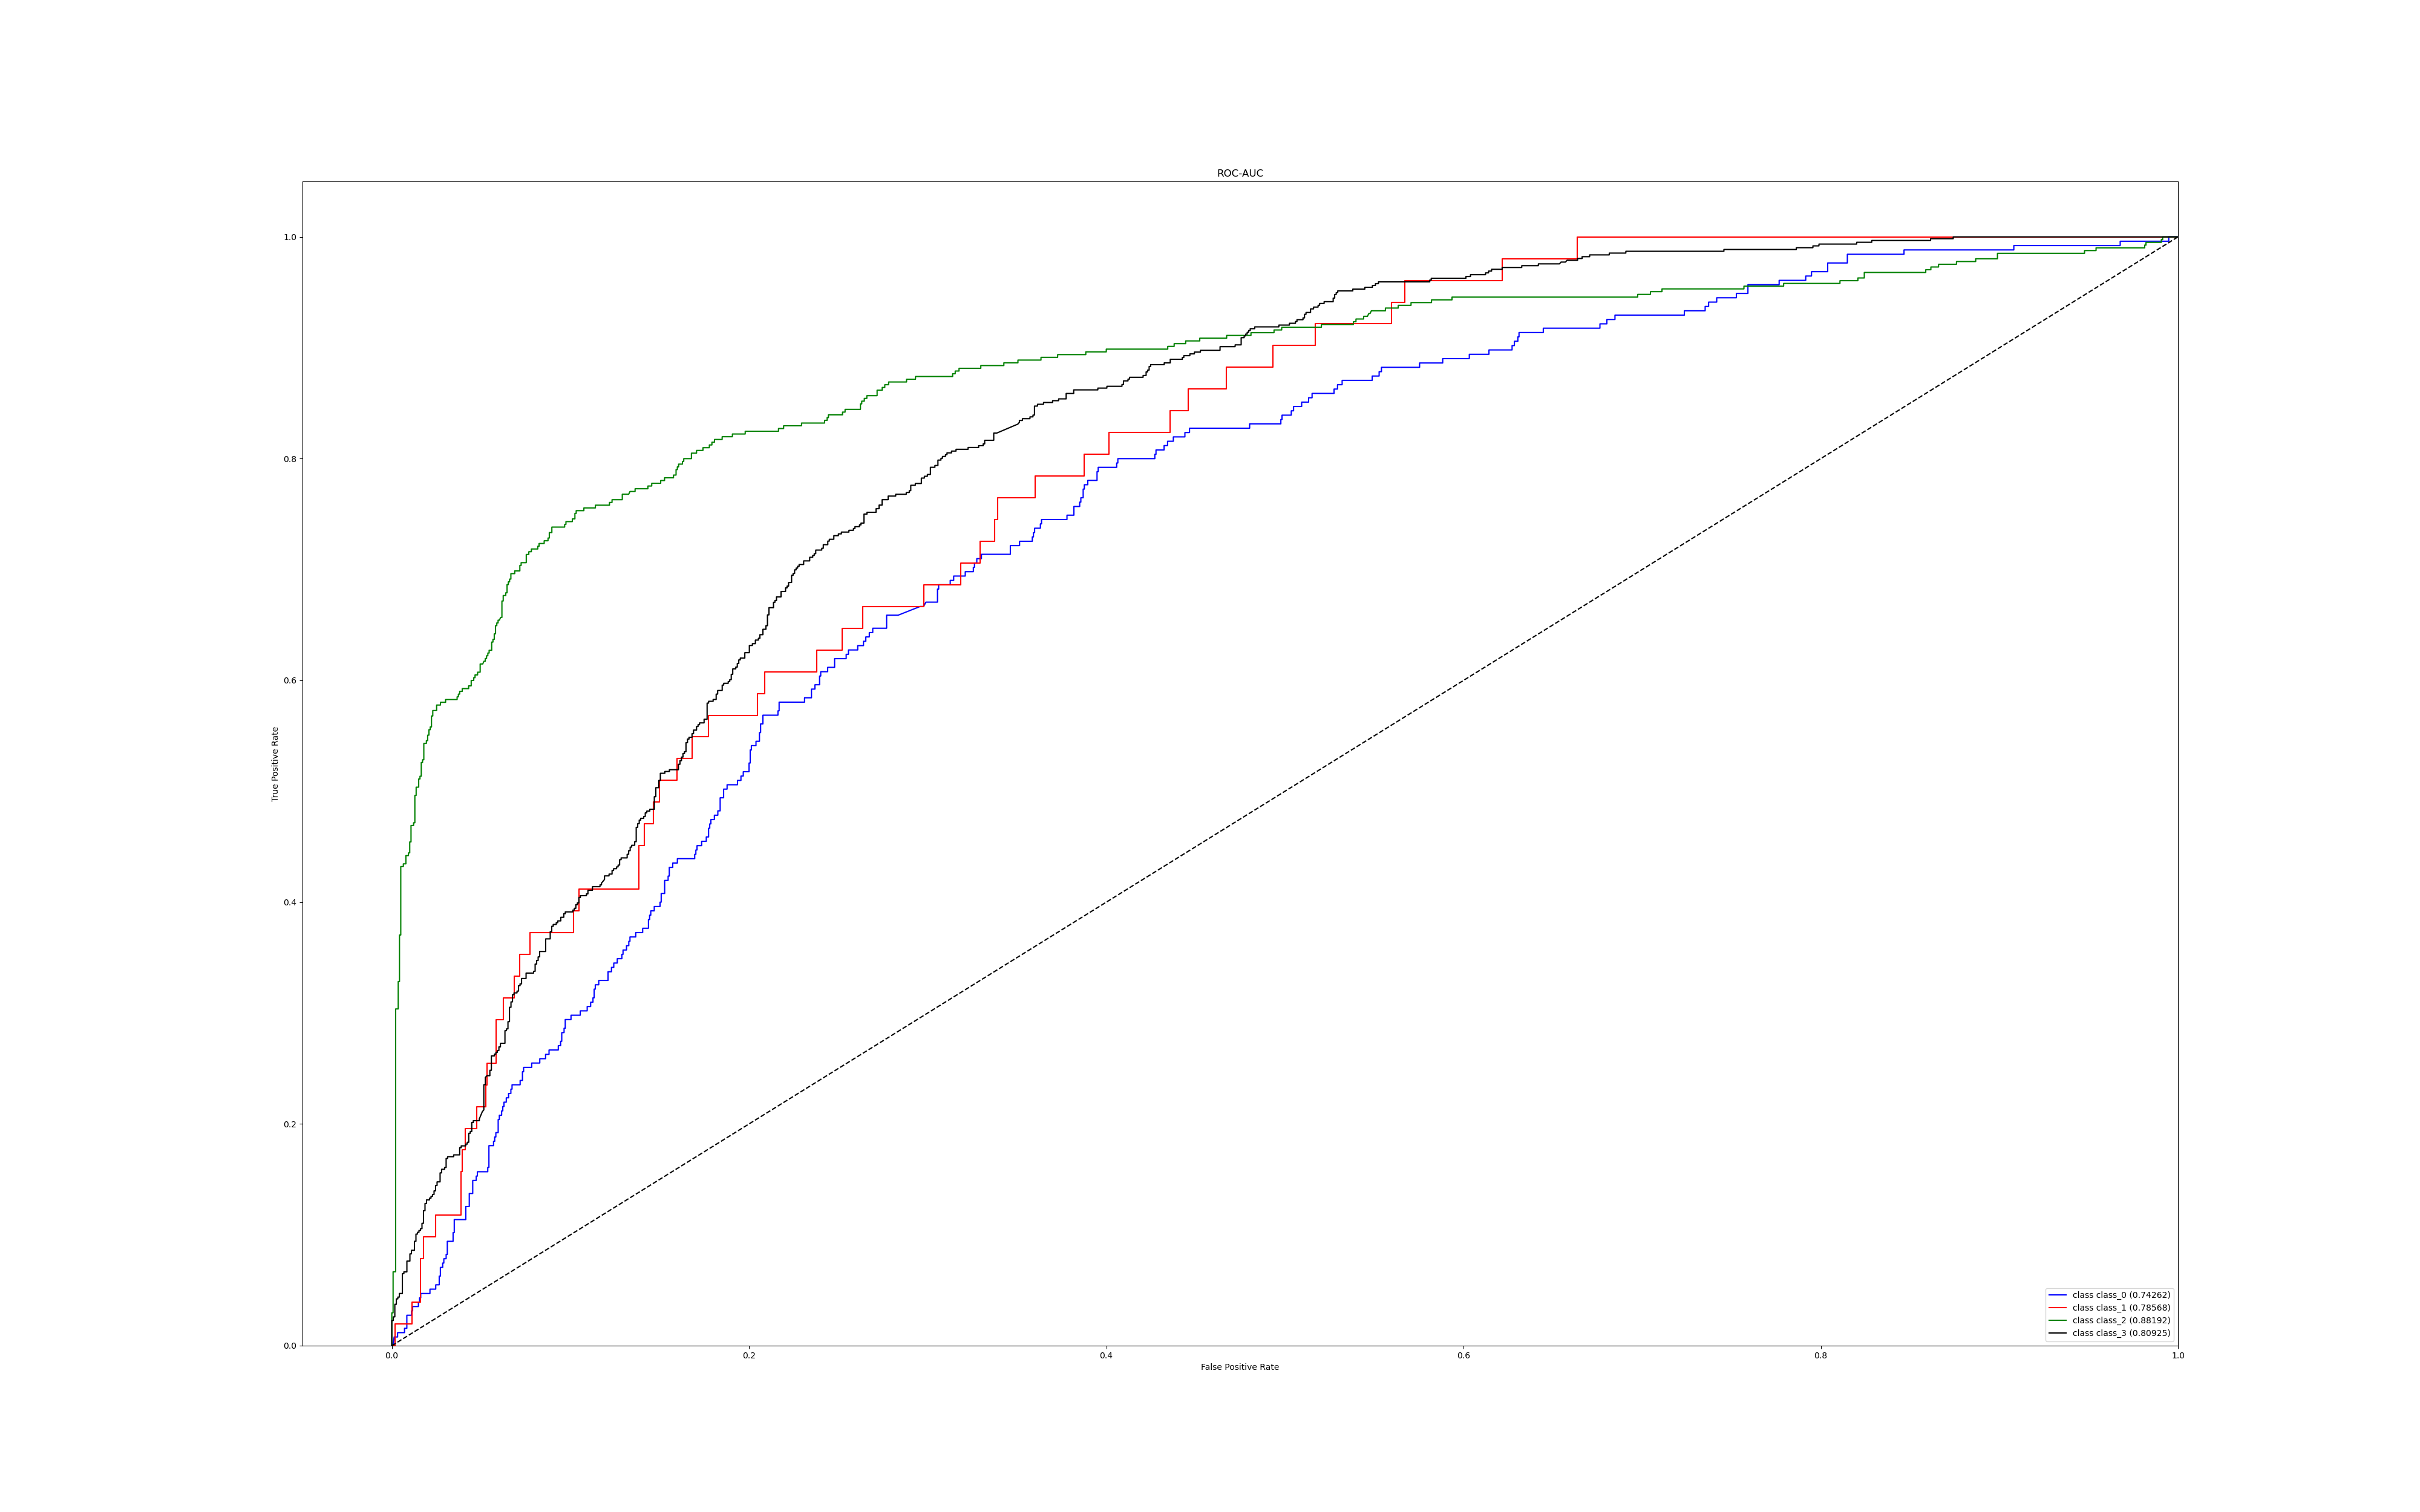 ROC-AUC
1.0
0.8
0.6
0.4
0.2
0.0
True Positive Rate
0.0
0.2
0.4
0.6
0.8
1.0
False Positive Rate
class class_0 (0.74262)
class class_1 (0.78568)
class class_2 (0.88192)
class class_3 (0.80925)